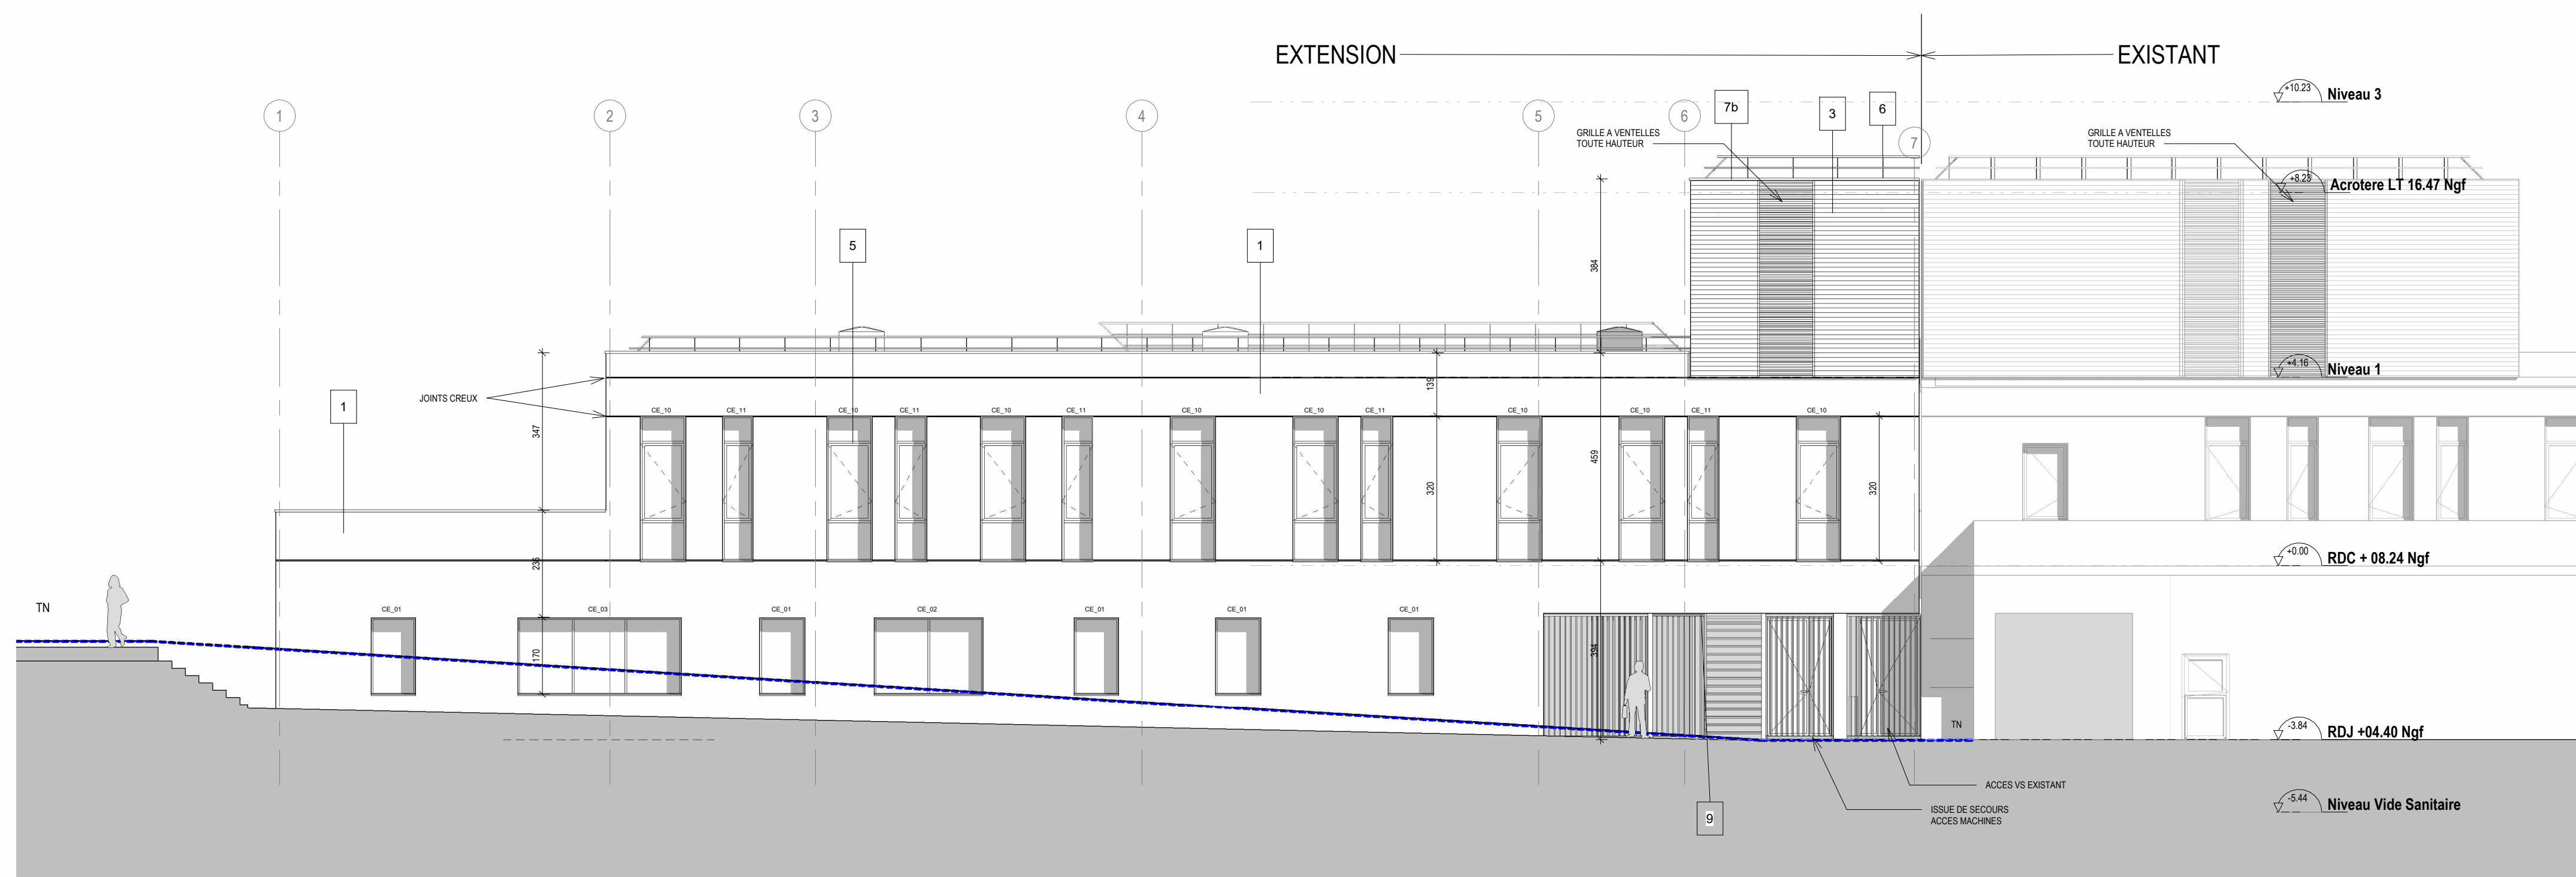 EXTENSION
EXISTANT
+10.23
Niveau 3
1
2
3
4
5
6
7
7b
3
6
GRILLE A VENTELLES
TOUTE HAUTEUR
GRILLE A VENTELLES
TOUTE HAUTEUR
+8.23
Acrotere LT 16.47 Ngf
5
1
384
+4.16
Niveau 1
1
JOINTS CREUX
139
347
CE_10
CE_11
CE_10
CE_11
CE_10
CE_11
CE_10
CE_10
CE_11
CE_10
CE_10
CE_11
CE_10
459
320
320
236
+0.00
RDC + 08.24 Ngf
TN
CE_01
CE_03
CE_01
CE_02
CE_01
CE_01
CE_01
170
394
TN
-3.84
RDJ +04.40 Ngf
ACCES VS EXISTANT
ISSUE DE SECOURS
ACCES MACHINES
9
-5.44
Niveau Vide Sanitaire